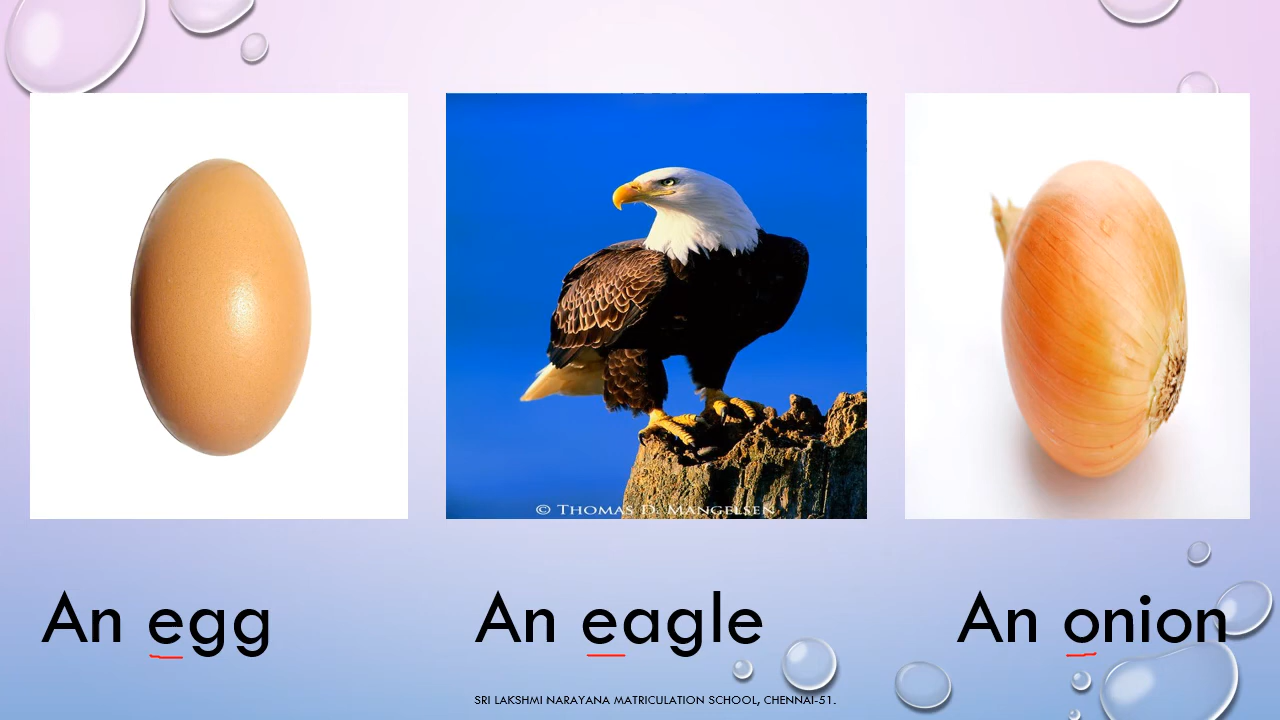 © THOMAS D. MANGELSEN
An egg
An eagle
An onion
SRI LAKSHMI NARAYANA MATRICULATION SCHOOL, CHENNAI-51.